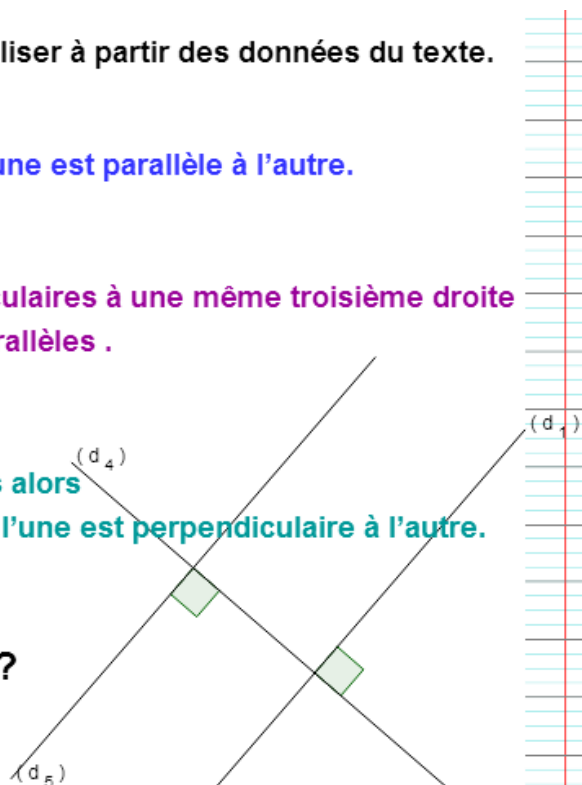 liser à partir des données du texte.
une est parallèle à l'autre.
culaires à une même troisième droite
rallèles .
(d 1 )
(d 4 )
s alors
l'une est perpendiculaire à l'autre.
?
(d 5 )